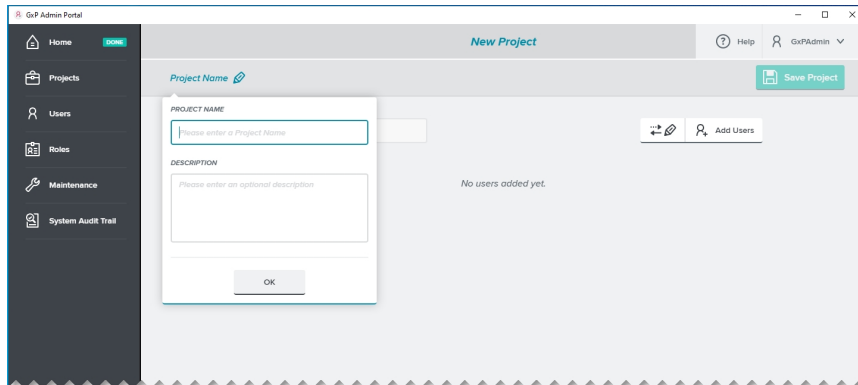 GxP Admin Portal
Home DONE
New Project
Help
GxPAdmin
Projects
Project Name
Save Project
Users
PROJECT NAME
Please enter a Project Name
Add Users
Roles
DESCRIPTION
Please enter an optional description
No users added yet.
Maintenance
System Audit Trail
OK